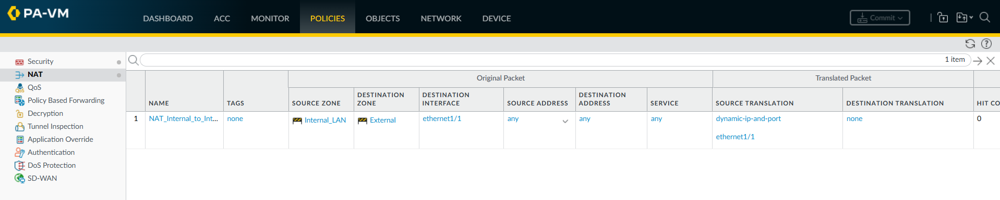 PA-VM
DASHBOARD ACC MONITOR POLICIES OBJECTS NETWORK DEVICE Commit
Security
NAT
QoS
Policy Based Forwarding
Decryption
Tunnel Inspection
Application Override
Authentication
DoS Protection
SD-WAN
1 item
Original Packet Translated Packet
NAME TAGS SOURCE ZONE DESTINATION ZONE DESTINATION INTERFACE SOURCE ADDRESS DESTINATION ADDRESS SERVICE SOURCE TRANSLATION DESTINATION TRANSLATION HIT CO
1 NAT_Internal_to_Int... none Internal_LAN External ethernet1/1 any any any dynamic-ip-and-port none 0
ethernet1/1